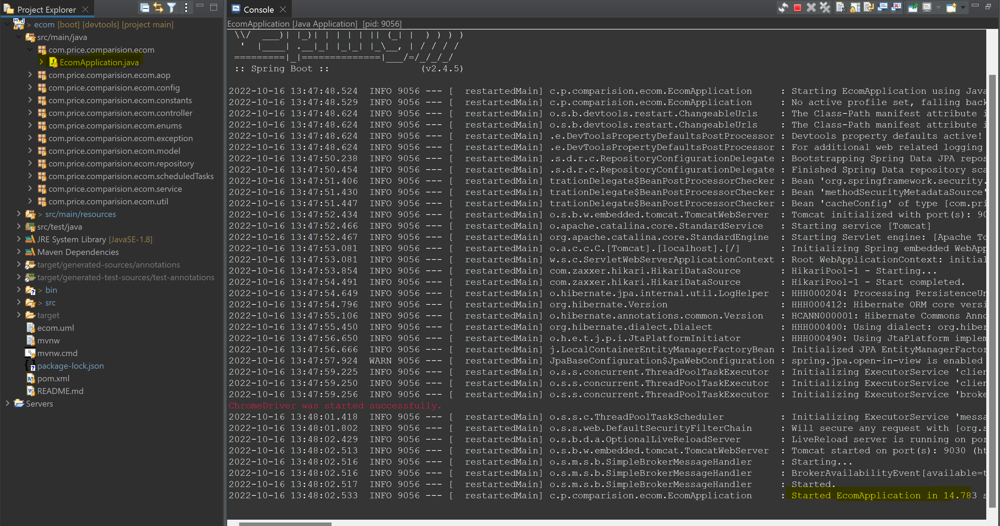 Project Explorer
> ecom [boot] [devtools] [project main]
src/main/java
com.price.comparision.ecom
EcomApplication.java
com.price.comparision.ecom.aop
com.price.comparision.ecom.config
com.price.comparision.ecom.constants
com.price.comparision.ecom.controller
com.price.comparision.ecom.enums
com.price.comparision.ecom.exception
com.price.comparision.ecom.model
com.price.comparision.ecom.repository
com.price.comparision.ecom.scheduledTasks
com.price.comparision.ecom.service
com.price.comparision.ecom.util
> src/main/resources
src/test/java
JRE System Library [JavaSE-1.8]
Maven Dependencies
target/generated-sources/annotations
target/generated-test-sources/test-annotations
> bin
> src
target
ecom.uml
mvnw
mvnw.cmd
package-lock.json
pom.xml
README.md
Servers
Console
EcomApplication [Java Application] [pid: 9056]
\\/  ___)| |_)| | | | | || (_| |  ) ) ) )
'  |____| .__|_| |_|_| |_\__, | / / / /
=========|_|==============|___/=/_/_/_/
:: Spring Boot :: (v2.4.5)
2022-10-16 13:47:48.524 INFO 9056 --- [ restartedMain] c.p.comparision.ecom.EcomApplication : Starting EcomApplication using Java
2022-10-16 13:47:48.529 INFO 9056 --- [ restartedMain] c.p.comparision.ecom.EcomApplication : No active profile set, falling back
2022-10-16 13:47:48.624 INFO 9056 --- [ restartedMain] o.s.b.devtools.restart.ChangeableUrls : The Class-Path manifest attribute i
2022-10-16 13:47:48.624 INFO 9056 --- [ restartedMain] o.s.b.devtools.restart.ChangeableUrls : The Class-Path manifest attribute i
2022-10-16 13:47:48.624 INFO 9056 --- [ restartedMain] .e.DevToolsPropertyDefaultsPostProcessor : Devtools property defaults active!
2022-10-16 13:47:48.624 INFO 9056 --- [ restartedMain] .e.DevToolsPropertyDefaultsPostProcessor : For additional web related logging
2022-10-16 13:47:50.238 INFO 9056 --- [ restartedMain] .s.d.r.c.RepositoryConfigurationDelegate : Bootstrapping Spring Data JPA repos
2022-10-16 13:47:50.454 INFO 9056 --- [ restartedMain] .s.d.r.c.RepositoryConfigurationDelegate : Finished Spring Data repository sca
2022-10-16 13:47:51.406 INFO 9056 --- [ restartedMain] trationDelegate$BeanPostProcessorChecker : Bean 'org.springframework.security.
2022-10-16 13:47:51.430 INFO 9056 --- [ restartedMain] trationDelegate$BeanPostProcessorChecker : Bean 'methodSecurityMetadataSource'
2022-10-16 13:47:51.447 INFO 9056 --- [ restartedMain] trationDelegate$BeanPostProcessorChecker : Bean 'cacheConfig' of type [com.pri
2022-10-16 13:47:52.434 INFO 9056 --- [ restartedMain] o.s.b.w.embedded.tomcat.TomcatWebServer : Tomcat initialized with port(s): 90
2022-10-16 13:47:52.466 INFO 9056 --- [ restartedMain] o.apache.catalina.core.StandardService : Starting service [Tomcat]
2022-10-16 13:47:52.467 INFO 9056 --- [ restartedMain] org.apache.catalina.core.StandardEngine : Starting Servlet engine: [Apache To
2022-10-16 13:47:53.081 INFO 9056 --- [ restartedMain] o.a.c.c.C.[Tomcat].[localhost].[/] : Initializing Spring embedded WebApp
2022-10-16 13:47:53.081 INFO 9056 --- [ restartedMain] w.s.c.ServletWebServerApplicationContext : Root WebApplicationContext: initial
2022-10-16 13:47:53.854 INFO 9056 --- [ restartedMain] com.zaxxer.hikari.HikariDataSource : HikariPool-1 - Starting...
2022-10-16 13:47:54.491 INFO 9056 --- [ restartedMain] com.zaxxer.hikari.HikariDataSource : HikariPool-1 - Start completed.
2022-10-16 13:47:54.649 INFO 9056 --- [ restartedMain] o.hibernate.jpa.internal.util.LogHelper : HHH000204: Processing PersistenceUn
2022-10-16 13:47:54.796 INFO 9056 --- [ restartedMain] org.hibernate.Version : HHH000412: Hibernate ORM core versi
2022-10-16 13:47:55.106 INFO 9056 --- [ restartedMain] o.hibernate.annotations.common.Version : HCANN000001: Hibernate Commons Anno
2022-10-16 13:47:55.450 INFO 9056 --- [ restartedMain] org.hibernate.dialect.Dialect : HHH000400: Using dialect: org.hiber
2022-10-16 13:47:56.650 INFO 9056 --- [ restartedMain] o.h.e.t.j.p.i.JtaPlatformInitiator : HHH000490: Using JtaPlatform implem
2022-10-16 13:47:56.666 INFO 9056 --- [ restartedMain] j.LocalContainerEntityManagerFactoryBean : Initialized JPA EntityManagerFactor
2022-10-16 13:47:57.924 WARN 9056 --- [ restartedMain] JpaBaseConfiguration$JpaWebConfiguration : spring.jpa.open-in-view is enabled
2022-10-16 13:47:59.225 INFO 9056 --- [ restartedMain] o.s.s.concurrent.ThreadPoolTaskExecutor : Initializing ExecutorService 'clien
2022-10-16 13:47:59.250 INFO 9056 --- [ restartedMain] o.s.s.concurrent.ThreadPoolTaskExecutor : Initializing ExecutorService 'clien
2022-10-16 13:47:59.256 INFO 9056 --- [ restartedMain] o.s.s.concurrent.ThreadPoolTaskExecutor : Initializing ExecutorService 'broke
ChromeDriver was started successfully.
2022-10-16 13:48:01.418 INFO 9056 --- [ restartedMain] o.s.s.c.ThreadPoolTaskScheduler : Initializing ExecutorService 'messa
2022-10-16 13:48:01.802 INFO 9056 --- [ restartedMain] o.s.s.web.DefaultSecurityFilterChain : Will secure any request with [org.s
2022-10-16 13:48:02.429 INFO 9056 --- [ restartedMain] o.s.b.d.a.OptionalLiveReloadServer : LiveReload server is running on por
2022-10-16 13:48:02.513 INFO 9056 --- [ restartedMain] o.s.b.w.embedded.tomcat.TomcatWebServer : Tomcat started on port(s): 9030 (ht
2022-10-16 13:48:02.516 INFO 9056 --- [ restartedMain] o.s.m.s.b.SimpleBrokerMessageHandler : Starting...
2022-10-16 13:48:02.516 INFO 9056 --- [ restartedMain] o.s.m.s.b.SimpleBrokerMessageHandler : BrokerAvailabilityEvent[available=t
2022-10-16 13:48:02.517 INFO 9056 --- [ restartedMain] o.s.m.s.b.SimpleBrokerMessageHandler : Started.
2022-10-16 13:48:02.533 INFO 9056 --- [ restartedMain] c.p.comparision.ecom.EcomApplication : Started EcomApplication in 14.783 s